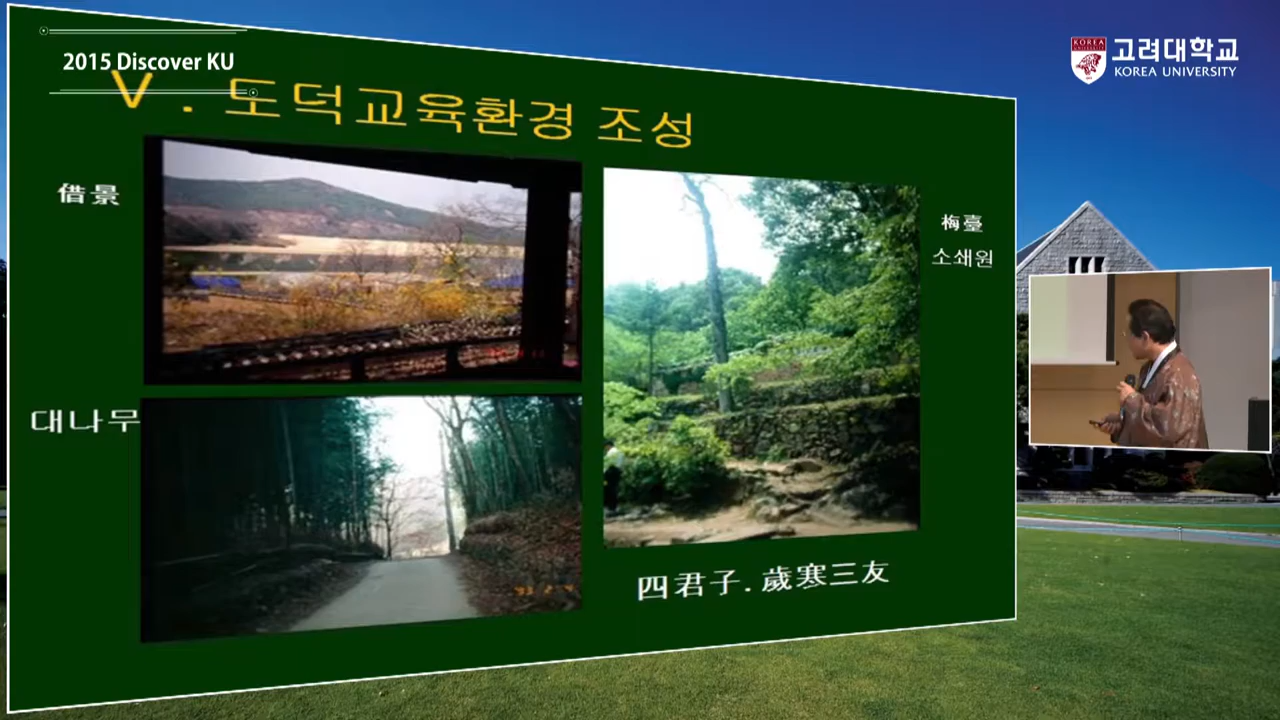 2015 Discover KU
KOREA
고려대학교
KOREA UNIVERSITY
Ⅴ. 도덕교육환경 조성
借景
梅臺
소쇄원
대나무
四君子.歲寒三友